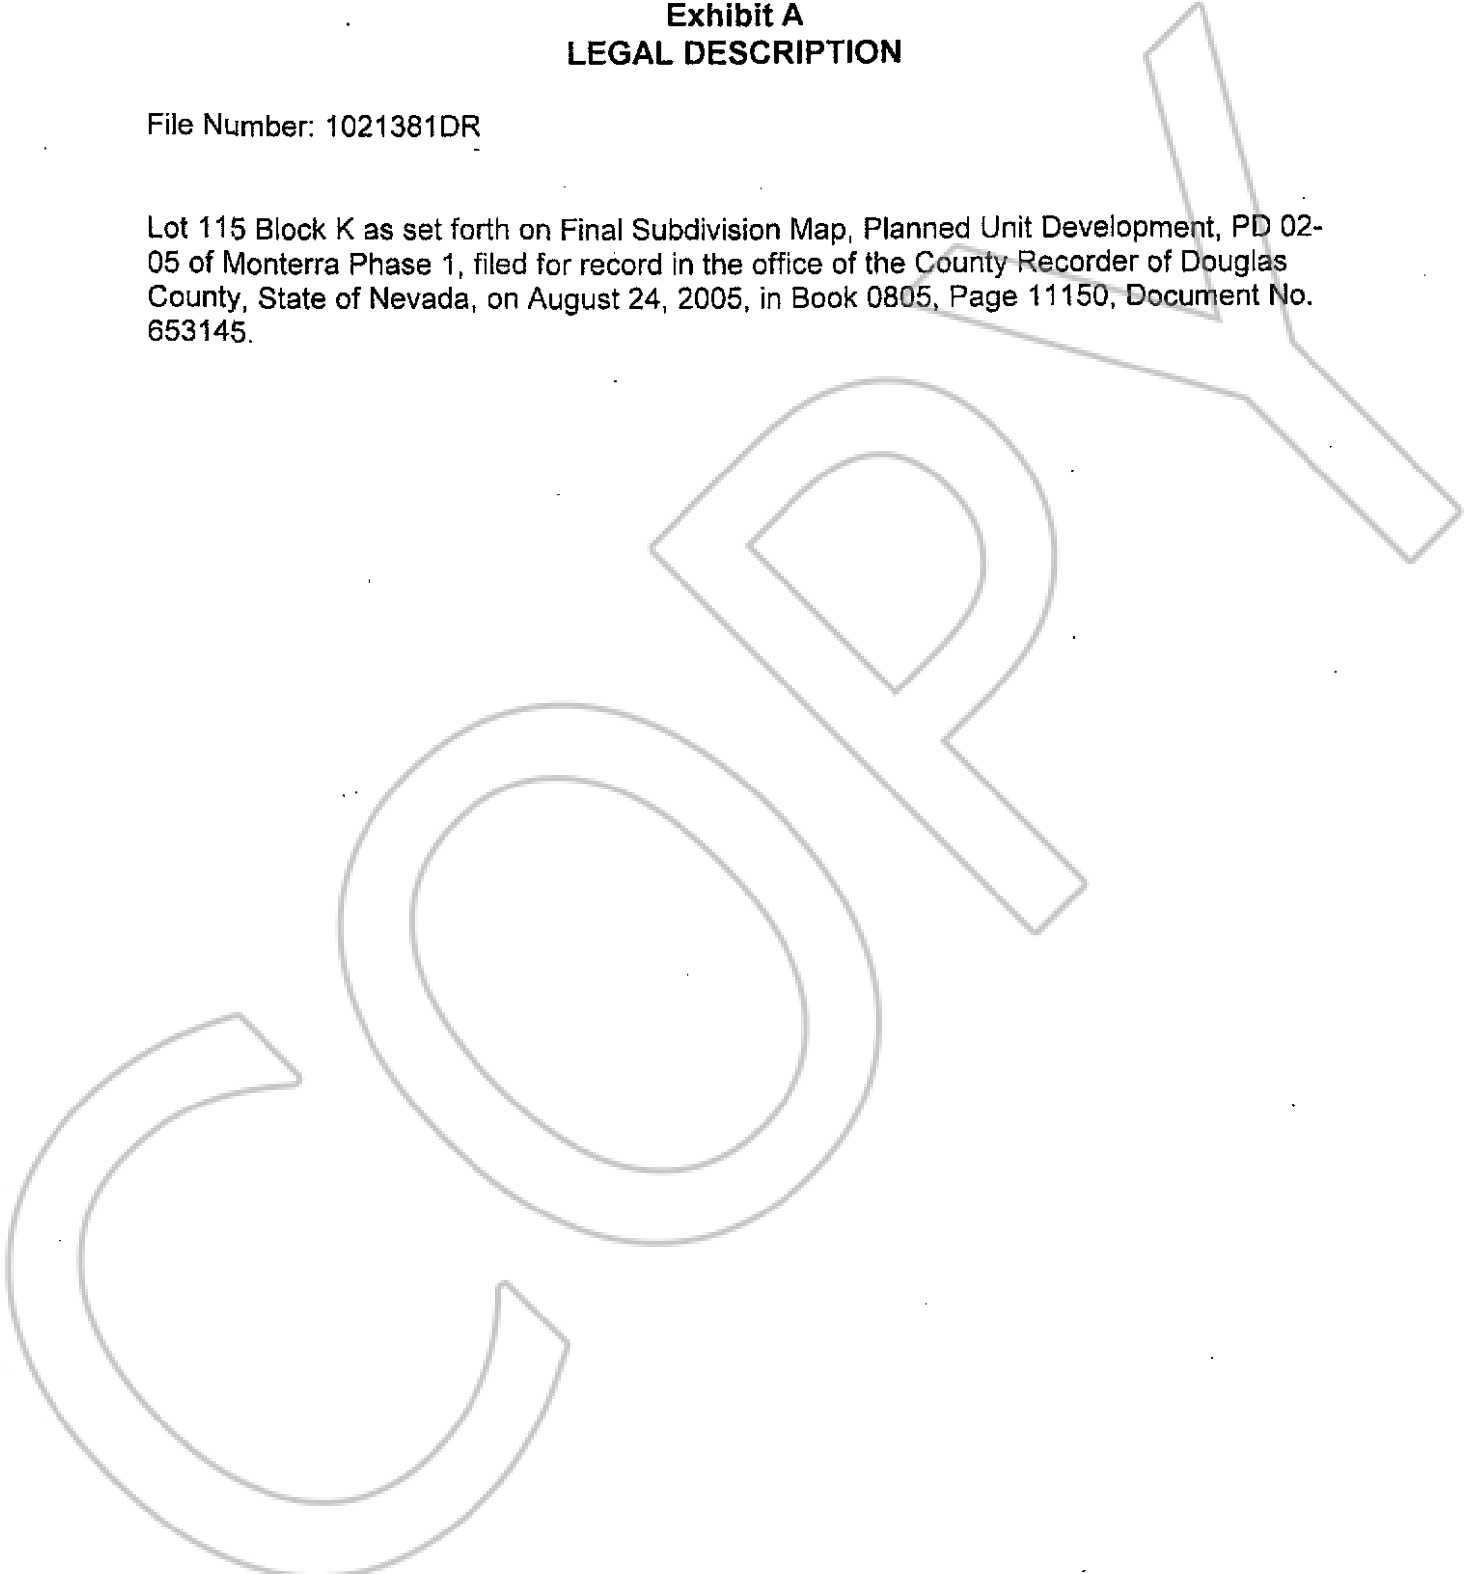 Exhibit A
LEGAL DESCRIPTION
File Number: 1021381DR
Lot 115 Block K as set forth on Final Subdivision Map, Planned Unit Development, PD 02-
05 of Monterra Phase 1, filed for record in the office of the County Recorder of Douglas
County, State of Nevada, on August 24, 2005, in Book 0805, Page 11150, Document No.
653145.
COPY